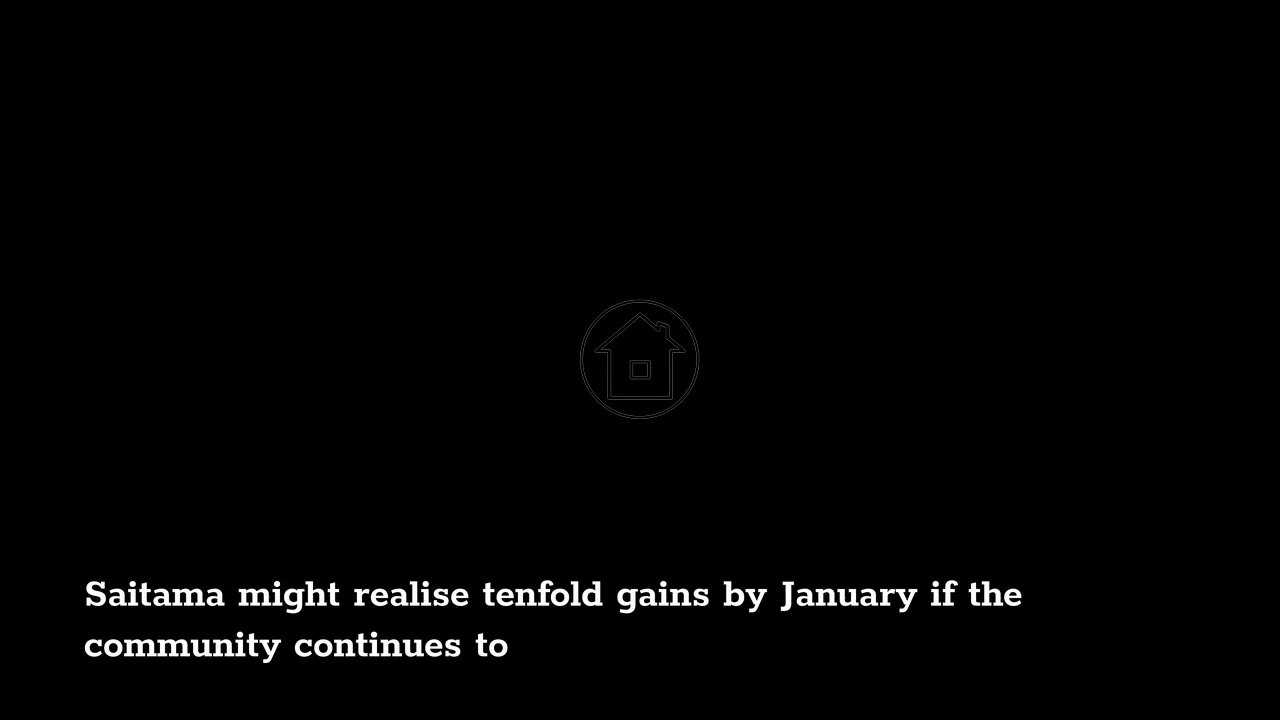 Saitama might realise tenfold gains by January if the
community continues to